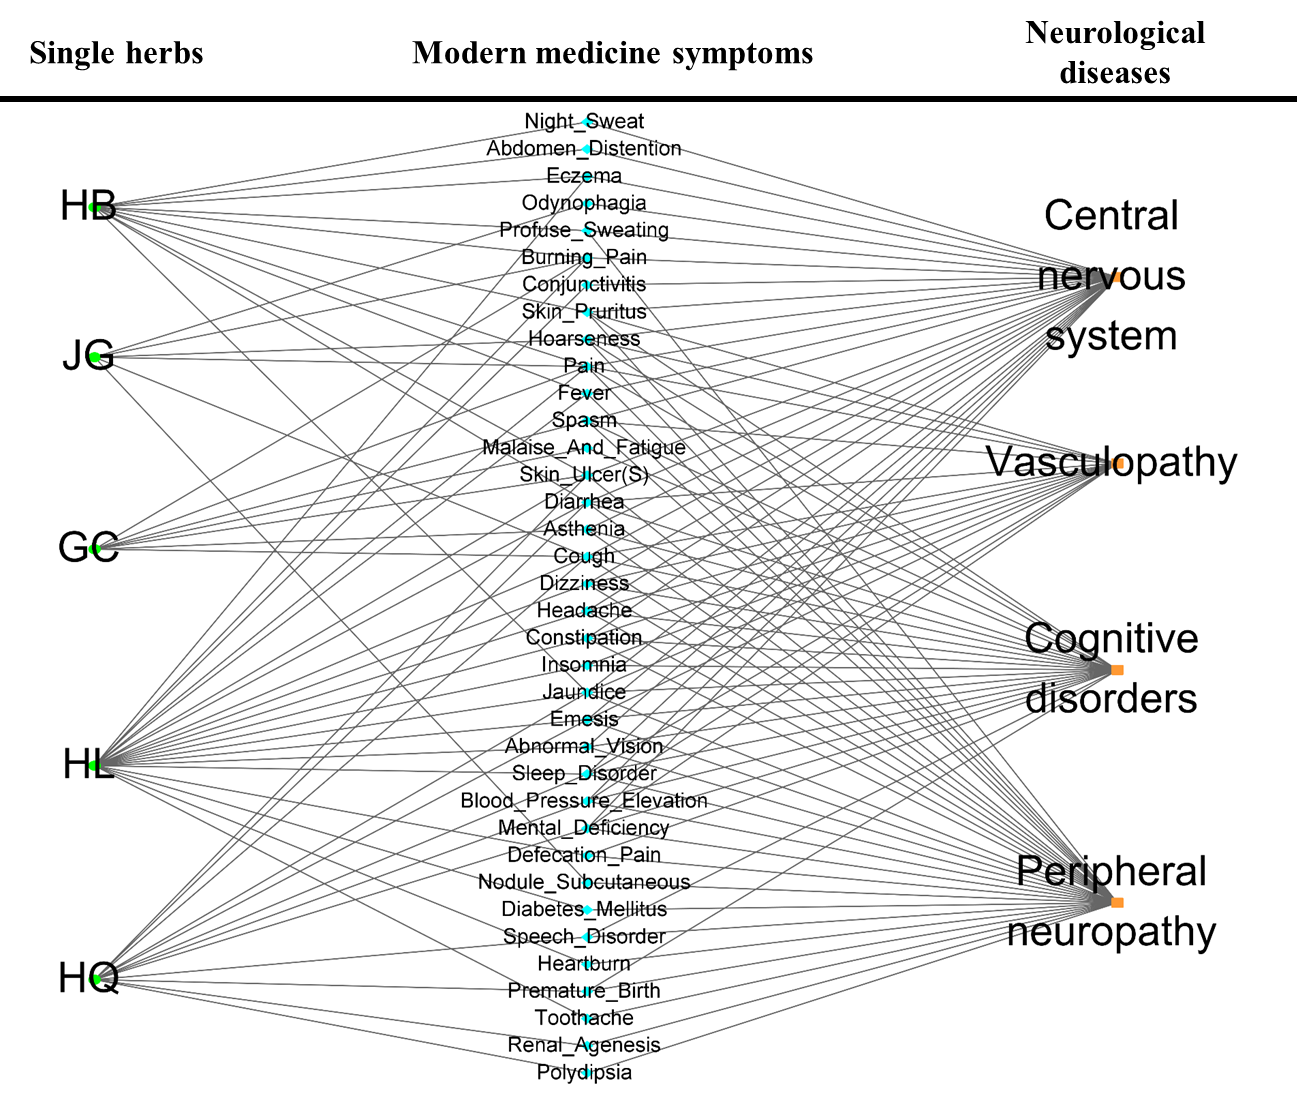 Single herbs
Modern medicine symptoms
Neurological
diseases
HB
JG
GC
HL
HQ
Night_Sweat
Abdomen_Distention
Eczema
Odynophagia
Profuse_Sweating
Burning_Pain
Conjunctivitis
Skin_Pruritus
Hoarseness
Pain
Fever
Spasm
Malaise_And_Fatigue
Skin_Ulcer(S)
Diarrhea
Asthenia
Cough
Dizziness
Headache
Constipation
Insomnia
Jaundice
Emesis
Abnormal_Vision
Sleep_Disorder
Blood_Pressure_Elevation
Mental_Deficiency
Defecation_Pain
Nodule_Subcutaneous
Diabetes_Mellitus
Speech_Disorder
Heartburn
Premature_Birth
Toothache
Renal_Agenesis
Polydipsia
Central
nervous
system
Vasculopathy
Cognitive
disorders
Peripheral
neuropathy